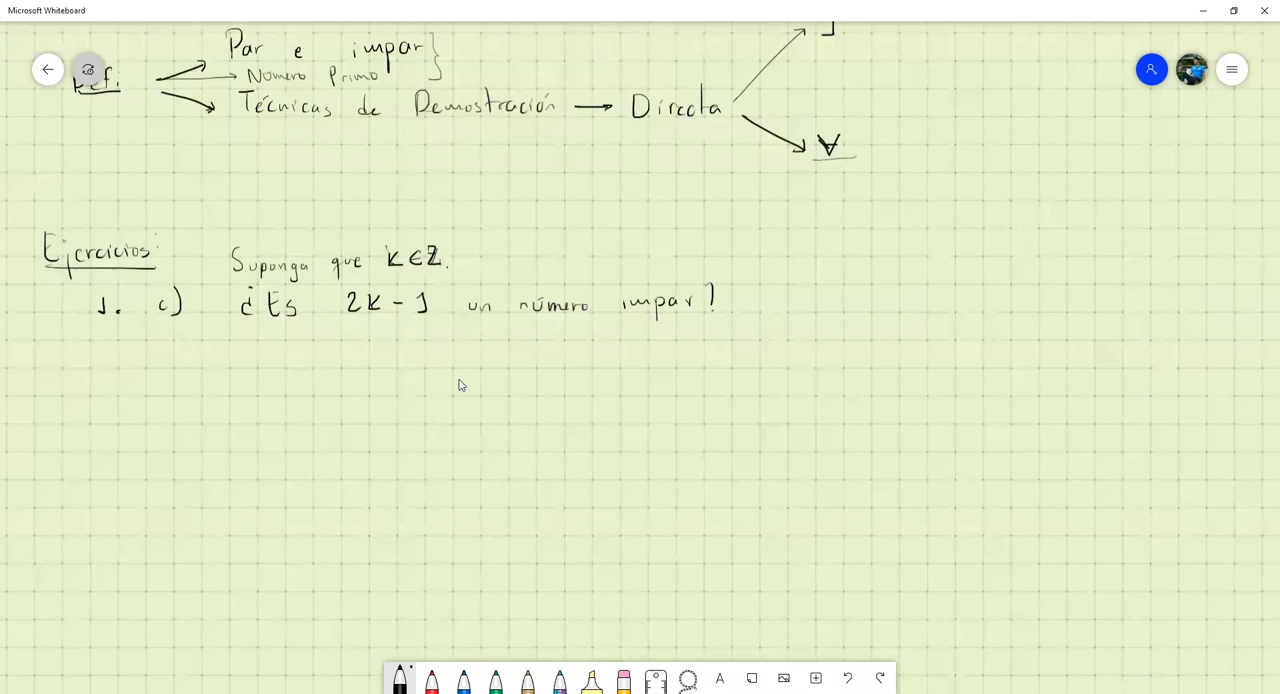 Microsoft Whiteboard
Par e impar
Número Primo
Def.
Técnicas de Demostración → Directa
∀
Ejercicios:
Suponga que K ∈ ℤ.
1. c) ¿Es 2K - 1 un número impar?
A